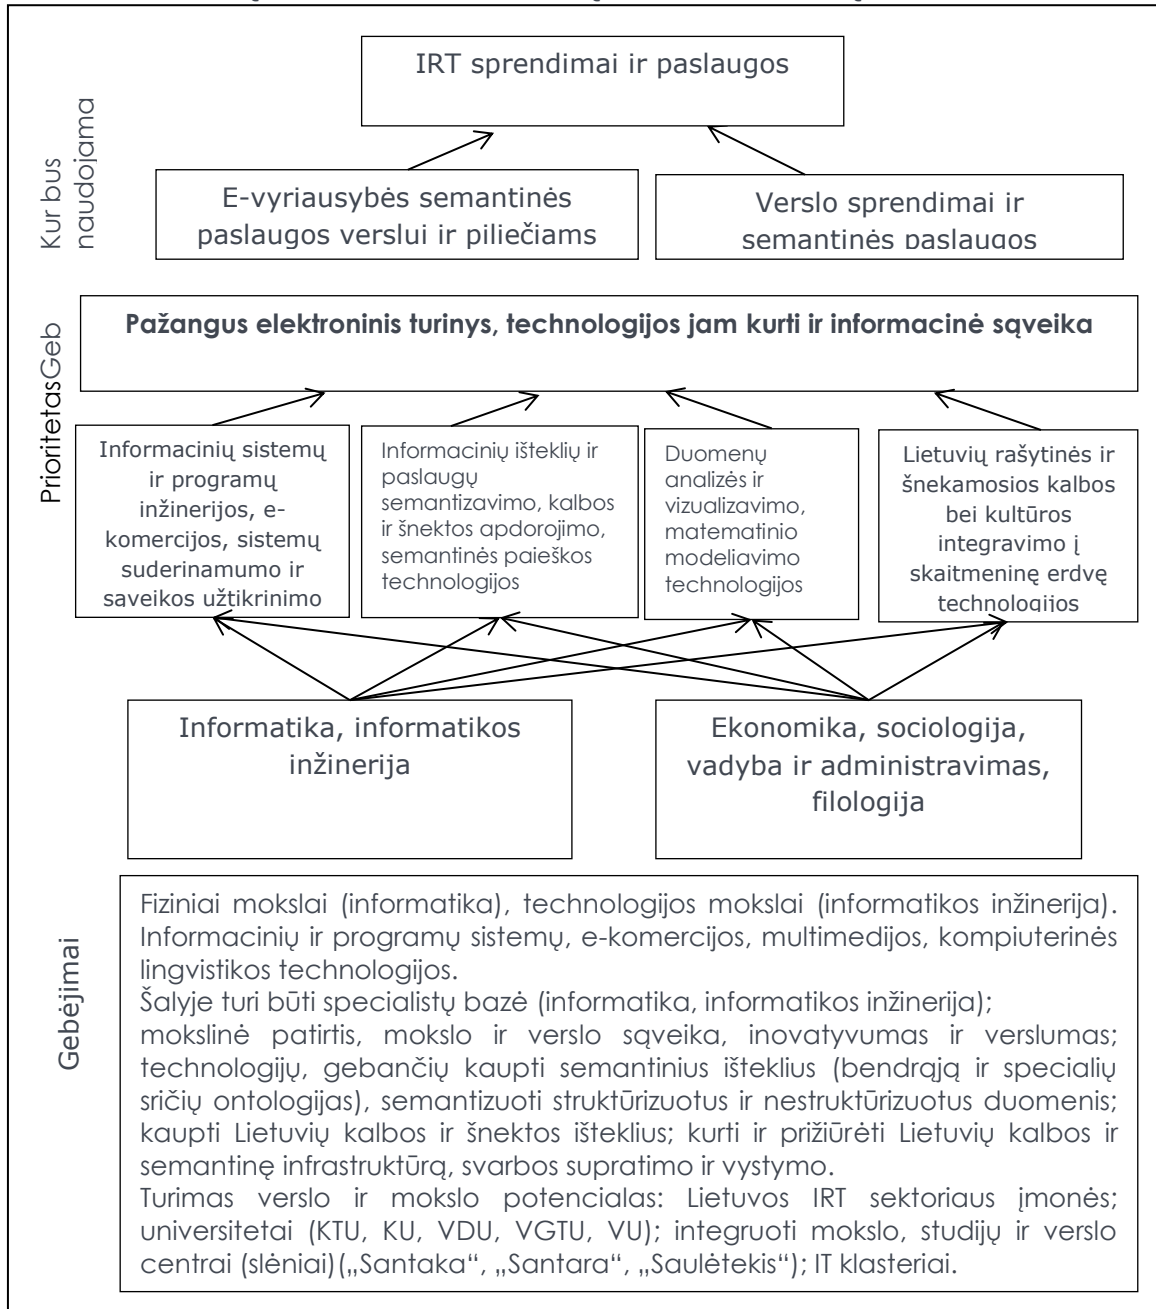 IRT sprendimai ir paslaugos
Kur bus
naudojama
E-vyriausybės semantinės
paslaugos verslui ir piliečiams
Verslo sprendimai ir
semantinės paslaugos
PrioritetasGeb
Pažangus elektroninis turinys, technologijos jam kurti ir informacinė sąveika
Informacinių sistemų
ir programų
inžinerijos, e-
komercijos, sistemų
suderinamumo ir
sąveikos užtikrinimo
Informacinių išteklių ir
paslaugų
semantizavimo, kalbos
ir šnektos apdorojimo,
semantinės paieškos
technologijos
Duomenų
analizės ir
vizualizavimo,
matematinio
modeliavimo
technologijos
Lietuvių rašytinės ir
šnekamosios kalbos
bei kultūros
integravimo į
skaitmeninę erdvę
technologijos
Informatika, informatikos
inžinerija
Ekonomika, sociologija,
vadyba ir administravimas,
filologija
Gebėjimai
Fiziniai mokslai (informatika), technologijos mokslai (informatikos inžinerija).
Informacinių ir programų sistemų, e-komercijos, multimedijos, kompiuterinės
lingvistikos technologijos.
Šalyje turi būti specialistų bazė (informatika, informatikos inžinerija);
mokslinė patirtis, mokslo ir verslo sąveika, inovatyvumas ir verslumas;
technologijų, gebančių kaupti semantinius išteklius (bendrąją ir specialių
sričių ontologijas), semantizuoti struktūrizuotus ir nestruktūrizuotus duomenis;
kaupti Lietuvių kalbos ir šnektos išteklius; kurti ir prižiūrėti Lietuvių kalbos ir
semantinę infrastruktūrą, svarbos supratimo ir vystymo.
Turimas verslo ir mokslo potencialas: Lietuvos IRT sektoriaus įmonės;
universitetai (KTU, KU, VDU, VGTU, VU); integruoti mokslo, studijų ir verslo
centrai (slėniai)(„Santaka“, „Santara“, „Saulėtekis“); IT klasteriai.